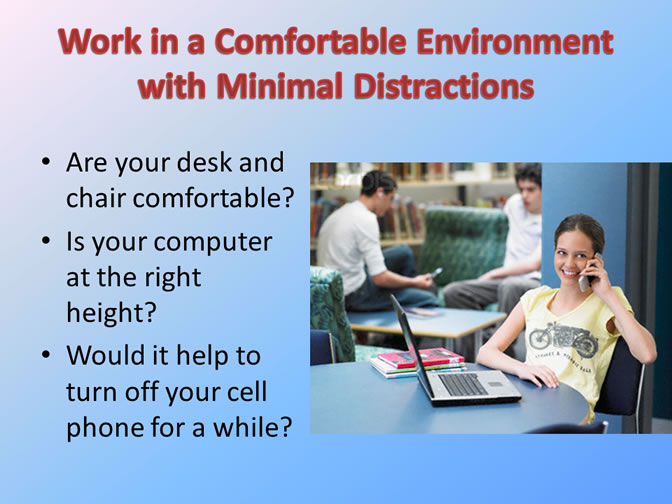 Work in a Comfortable Environment
with Minimal Distractions
• Are your desk and
chair comfortable?
• Is your computer
at the right
height?
• Would it help to
turn off your cell
phone for a while?